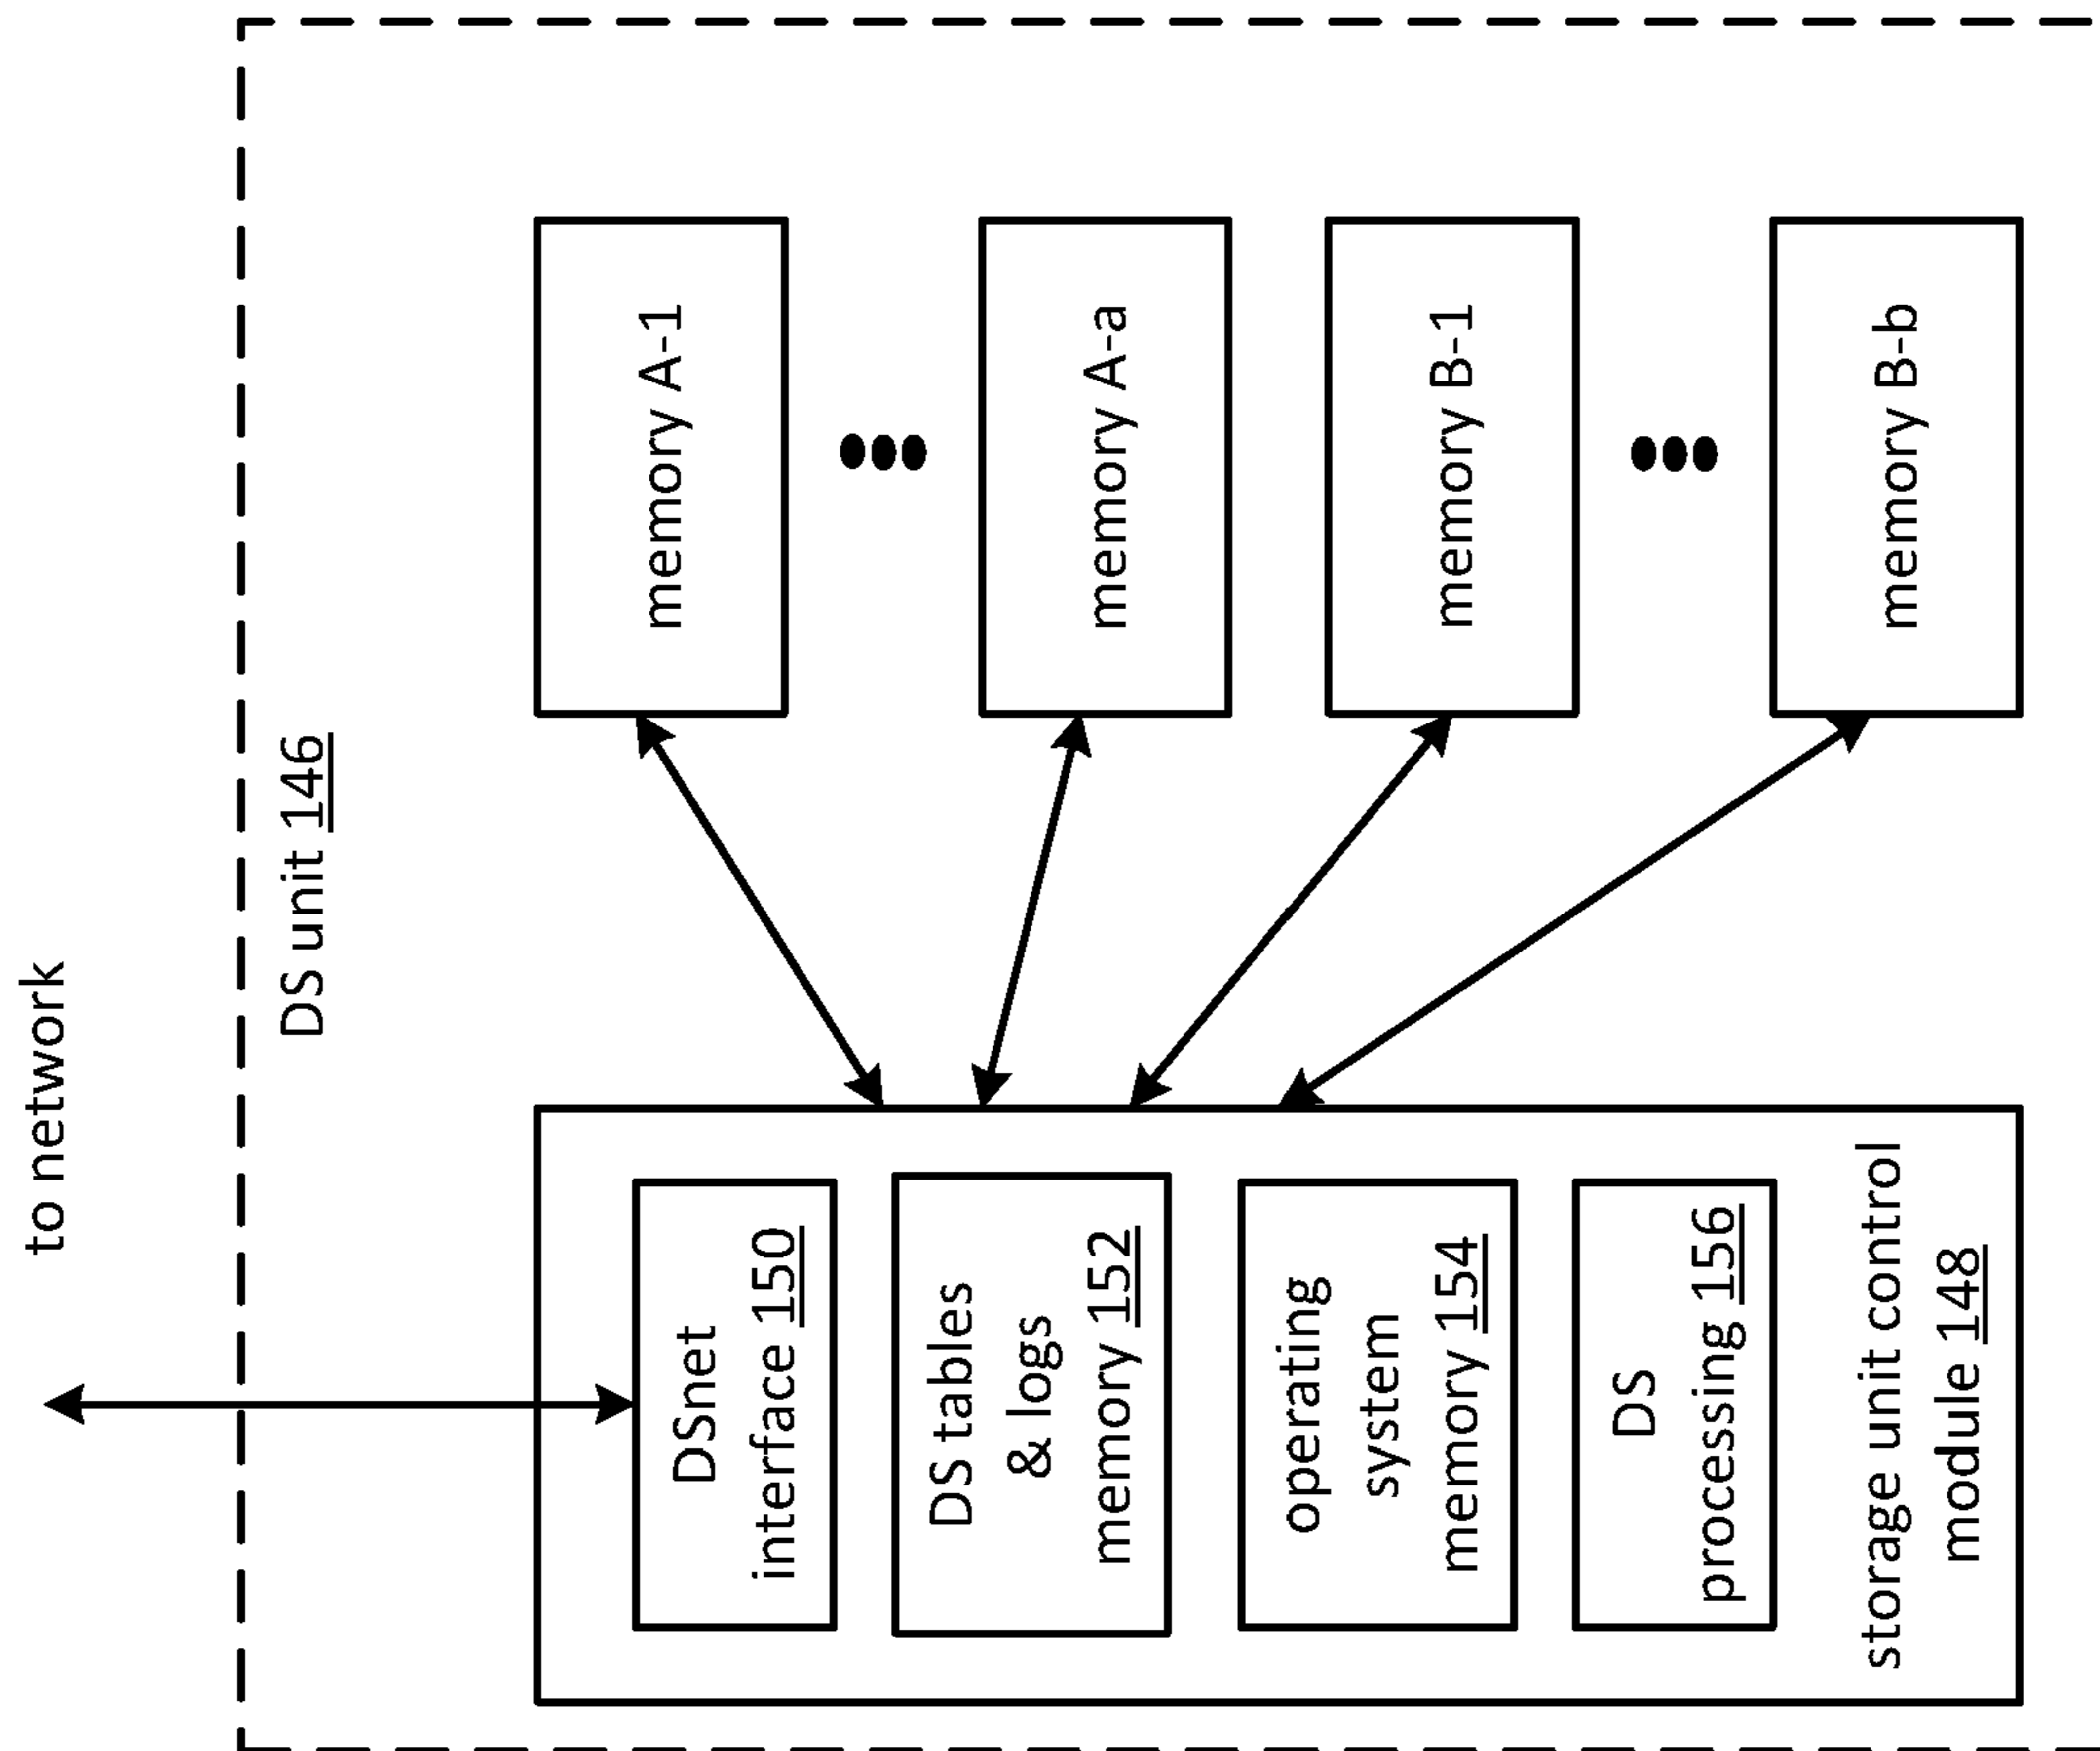 to network
DS unit 146
DSnet
interface 150
DS tables
& logs
memory 152
operating
system
memory 154
DS
processing 156
storage unit control
module 148
memory A-1
memory A-a
memory B-1
memory B-b